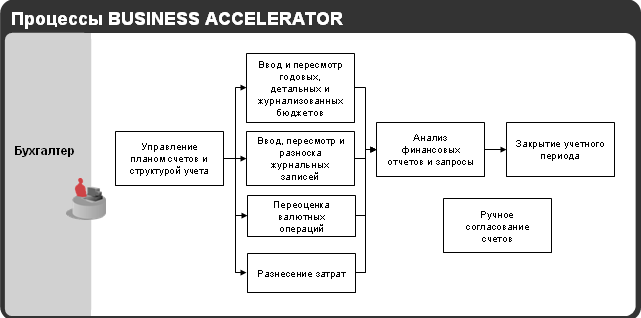 Процессы BUSINESS ACCELERATOR
Бухгалтер
Управление
планом счетов и
структурой учета
Ввод и пересмотр
годовых,
детальных и
журнализованных
бюджетов
Ввод, пересмотр и
разноска
журнальных
записей
Переоценка
валютных
операций
Разнесение затрат
Анализ
финансовых
отчетов и запросы
Закрытие учетного
периода
Ручное
согласование
счетов